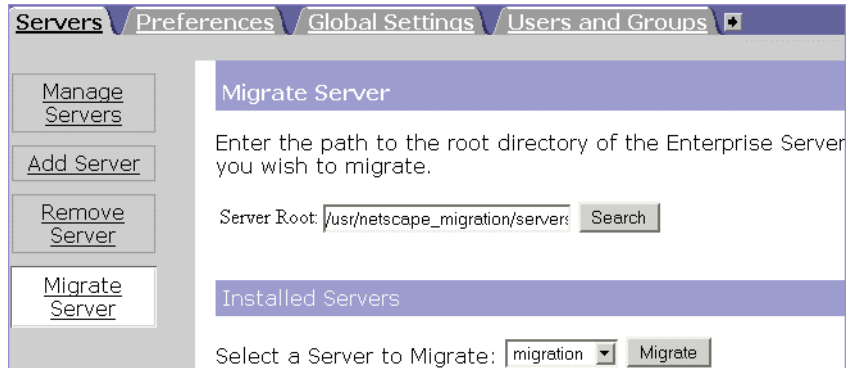 Servers Preferences Global Settings Users and Groups
Manage
Servers
Add Server
Remove
Server
Migrate
Server
Migrate Server
Enter the path to the root directory of the Enterprise Server
you wish to migrate.
Server Root: /usr/netscape_migration/servers Search
Installed Servers
Select a Server to Migrate: migration Migrate